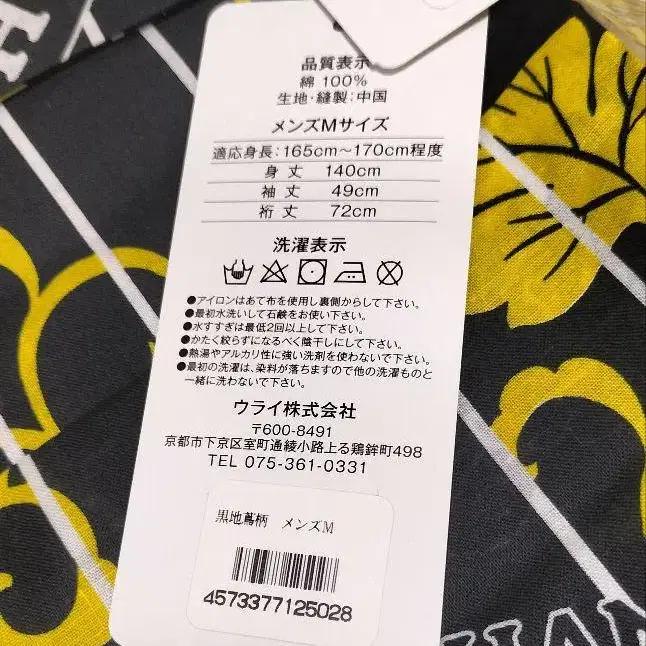 品質表示
綿 100%
生地・縫製:中国
メンズMサイズ
適応身長:165cm〜170cm程度
身 丈 140cm
袖 丈 49cm
裄 丈 72cm
洗濯表示
●アイロンはあて布を使用し裏側からして下さい。
●最初水洗いして石鹸をお使い下さい。
●水すすぎは最低2回以上して下さい。
●かたく絞らずになるべく陰干しにして下さい。
●熱湯やアルカリ性に強い洗剤を使わないで下さい。
●最初の洗濯は、染料が落ちますので他の洗濯ものと
一緒に洗わないで下さい。
ウライ株式会社
〒600-8491
京都市下京区室町通綾小路上る鶏鉾町498
TEL 075-361-0331
黒地蔦柄 メンズM
4573377125028